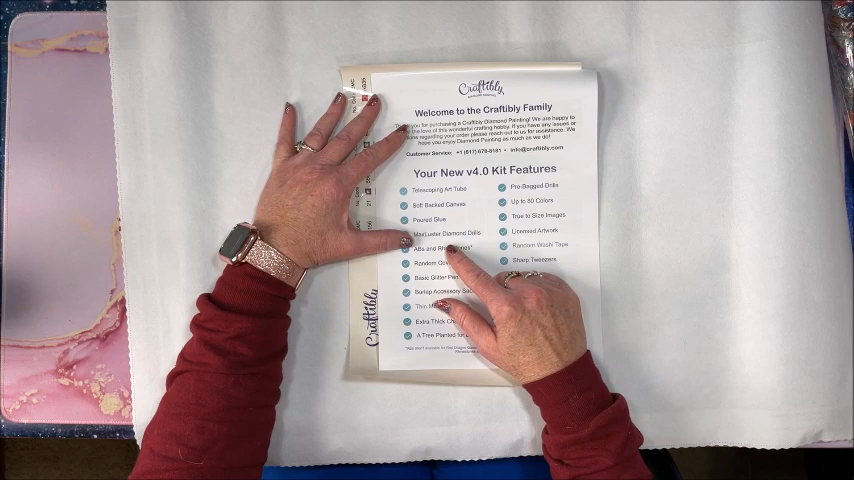 Craftibly
DIAMOND PAINTING
Welcome to the Craftibly Family
you for purchasing a Craftibly Diamond Painting! We are happy to
the love of this wonderful crafting hobby. If you have any issues or
regarding your order please reach out to us for assistance. We
hope you enjoy Diamond Painting as much as we do!
Customer Service: +1 (817) 678-8181 • info@craftibly.com
Your New v4.0 Kit Features
Telescoping Art Tube
Soft Backed Canvas
Poured Glue
MaxLuster Diamond Drills
ABs and
Random
Basic Glitter
Burlap Accessory
Thin
Extra Thick
A Tree Planted for
Pre-Bagged Drills
Up to 80 Colors
True to Size Images
Licensed Artwork
Random Washi Tape
Sharp Tweezers
Craftibly